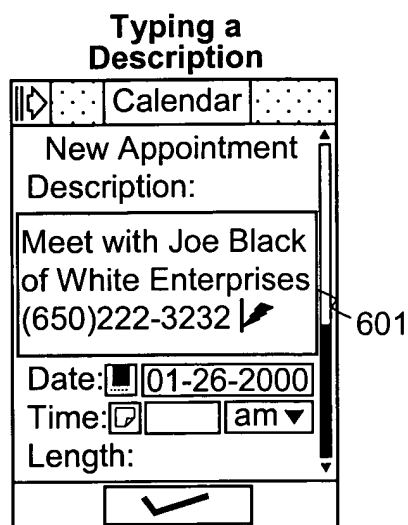 Typing a
Description
Calendar
New Appointment
Description:
Meet with Joe Black
of White Enterprises
(650)222-3232
601
Date: 01-26-2000
Time: am
Length: